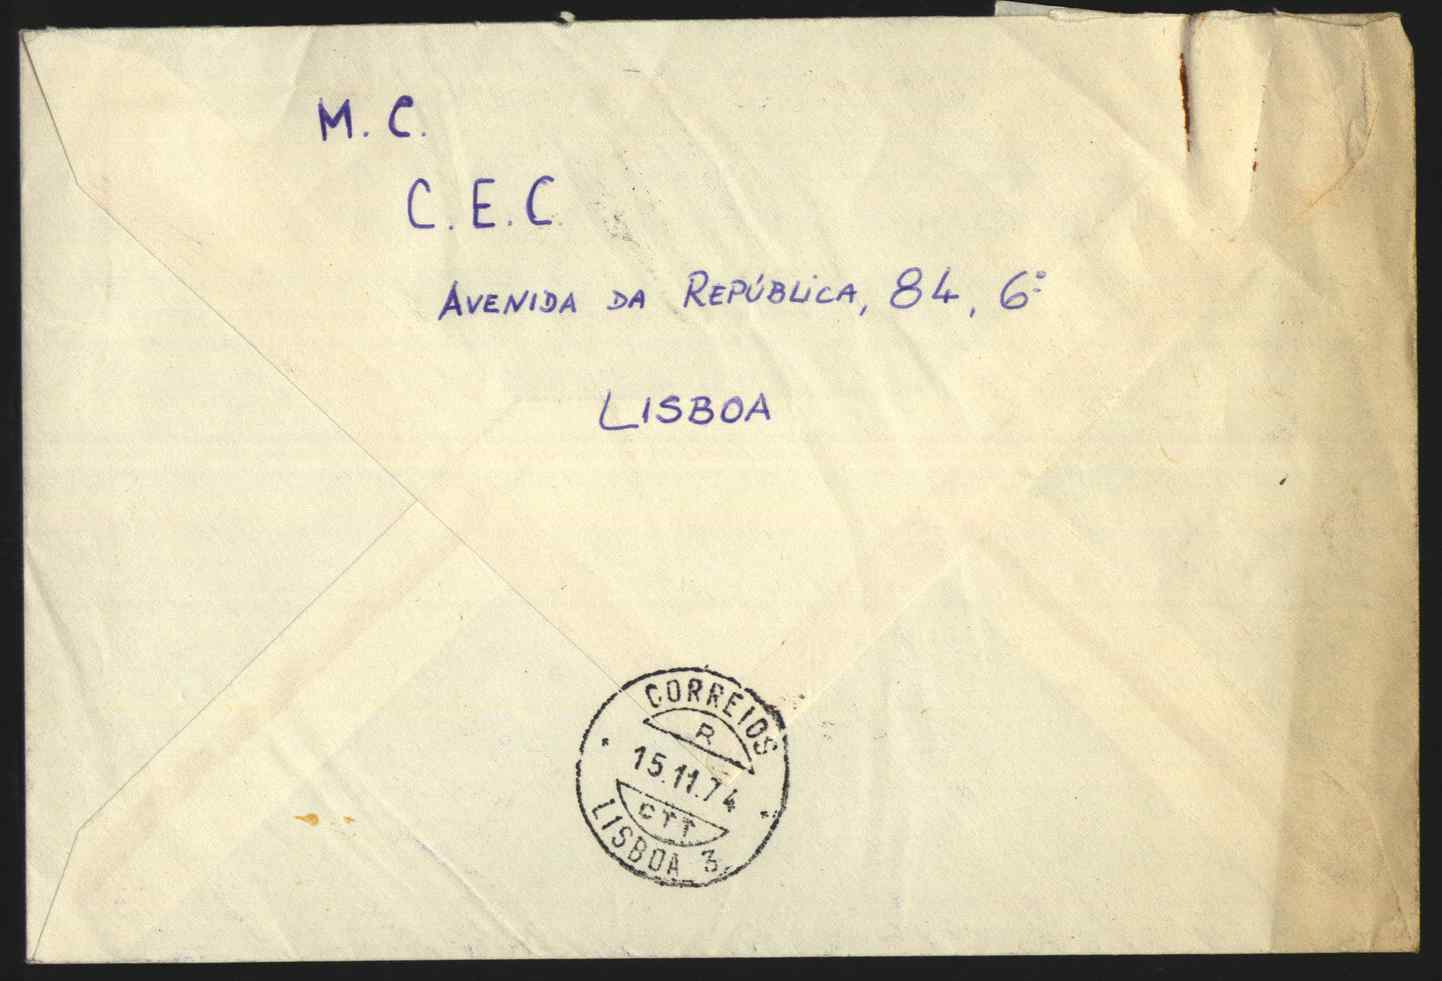 M. C.
C. E. C.
AVENIDA DA REPÚBLICA, 84, 6º
LISBOA
CORREIOS
R
15.11.74
CTT
LISBOA 3